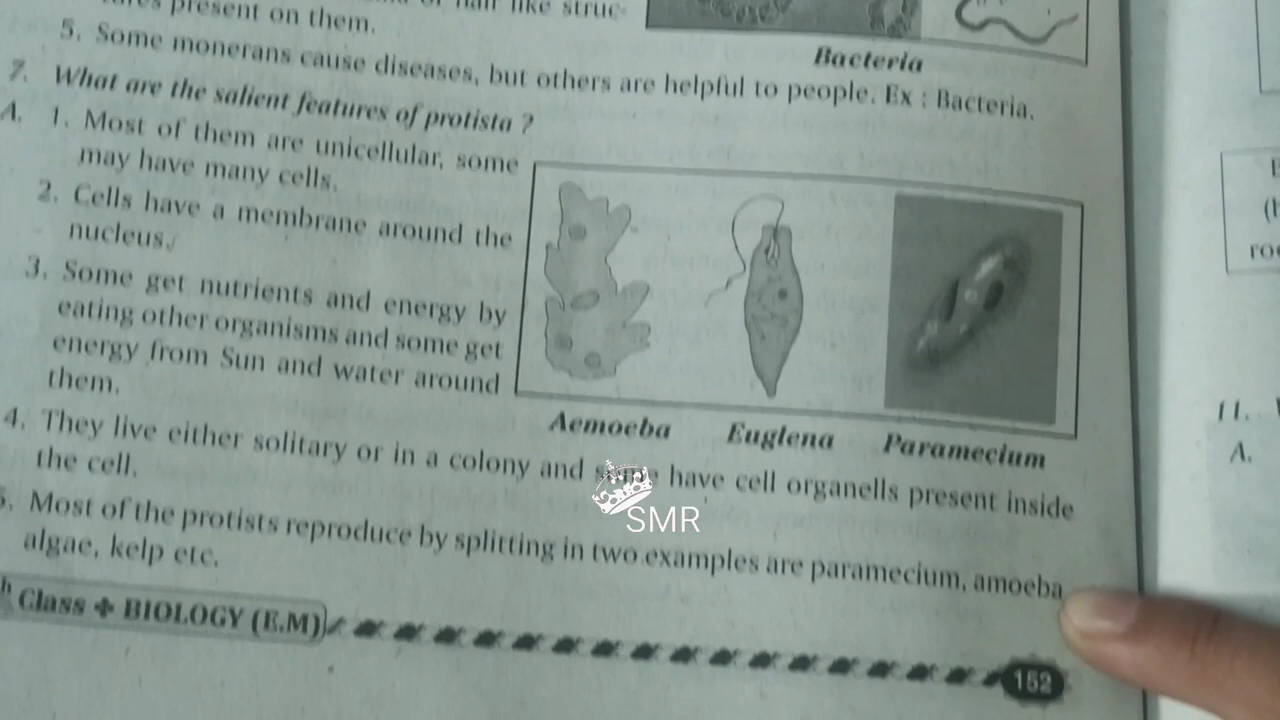 present on them.
5. Some monerans cause diseases, but others are helpful to people. Ex : Bacteria.
Bacteria
7. What are the salient features of protista ?
A. 1. Most of them are unicellular, some
may have many cells.
2. Cells have a membrane around the
nucleus.
3. Some get nutrients and energy by
eating other organisms and some get
energy from Sun and water around
them.
Aemoeba Euglena Paramecium
4. They live either solitary or in a colony and some have cell organells present inside
the cell.
5. Most of the protists reproduce by splitting in two.examples are paramecium, amoeba
algae, kelp etc.
SMR
Class BIOLOGY (E.M)
152
11.
A.